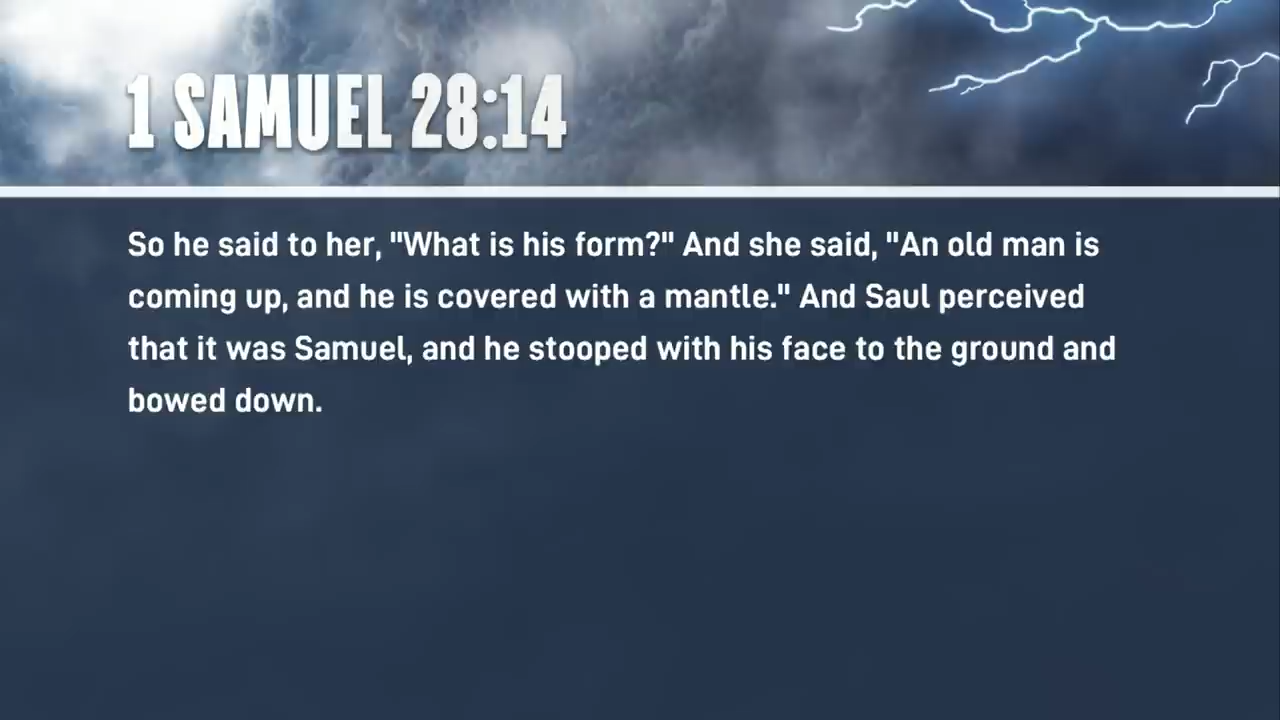 1 SAMUEL 28:14
So he said to her, "What is his form?" And she said, "An old man is
coming up, and he is covered with a mantle." And Saul perceived
that it was Samuel, and he stooped with his face to the ground and
bowed down.